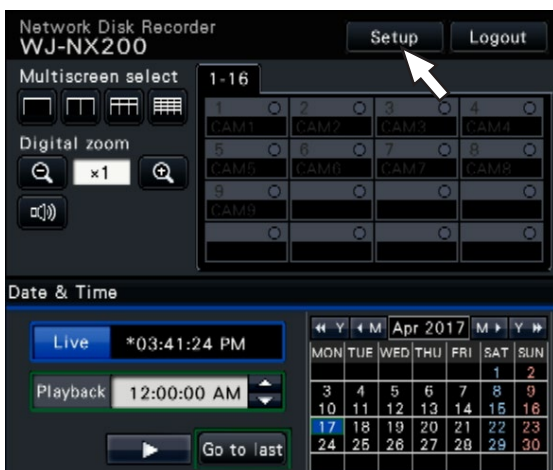 Network Disk Recorder
WJ-NX200
Setup Logout
Multiscreen select
1-16
1 2 3 4
CAM1 CAM2 CAM3 CAM4
Digital zoom
5 6 7 8
CAM5 CAM6 CAM7 CAM8
×1
9
CAM9
Date & Time
Live *03:41:24 PM
Playback 12:00:00 AM
Go to last
Y M Apr 2017 M Y
MON TUE WED THU FRI SAT SUN
1 2
3 4 5 6 7 8 9
10 11 12 13 14 15 16
17 18 19 20 21 22 23
24 25 26 27 28 29 30